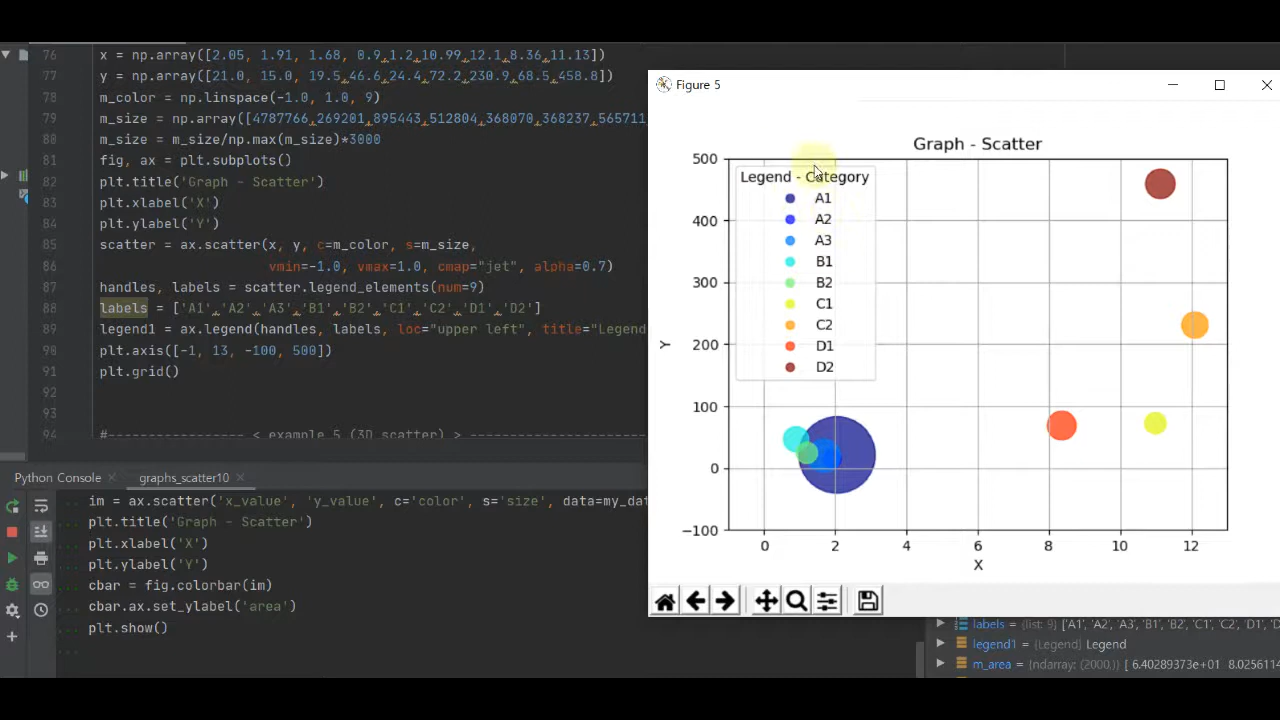 76 x = np.array([2.05, 1.91, 1.68, 0.9,1.2,10.99,12.1,8.36,11.13])
77 y = np.array([21.0, 15.0, 19.5,46.6,24.4,72.2,230.9,68.5,458.8])
78 m_color = np.linspace(-1.0, 1.0, 9)
79 m_size = np.array([4787766,269201,895443,512804,368070,368237,565711
80 m_size = m_size/np.max(m_size)*3000
81 fig, ax = plt.subplots()
82 plt.title('Graph - Scatter')
83 plt.xlabel('X')
84 plt.ylabel('Y')
85 scatter = ax.scatter(x, y, c=m_color, s=m_size,
86 vmin=-1.0, vmax=1.0, cmap="jet", alpha=0.7)
87 handles, labels = scatter.legend_elements(num=9)
88 labels = ['A1','A2','A3','B1','B2','C1','C2','D1','D2']
89 legend1 = ax.legend(handles, labels, loc="upper left", title="Legend
90 plt.axis([-1, 13, -100, 500])
91 plt.grid()
92
93
94 #----------------- < example 5 (3D scatter) > -------------------
Figure 5
Graph - Scatter
Legend - Category
A1
A2
A3
B1
B2
C1
C2
D1
D2
500
400
300
200
100
0
−100
Y
0 2 4 6 8 10 12
X
Python Console graphs_scatter10
im = ax.scatter('x_value', 'y_value', c='color', s='size', data=my_dat
... plt.title('Graph - Scatter')
... plt.xlabel('X')
... plt.ylabel('Y')
... cbar = fig.colorbar(im)
... cbar.ax.set_ylabel('area')
... plt.show()
...
labels = {list: 9} ['A1', 'A2', 'A3', 'B1', 'B2', 'C1', 'C2', 'D1', 'D
legend1 = {Legend} Legend
m_area = {ndarray: (2000,)} [ 6.40289373e+01 8.0256114